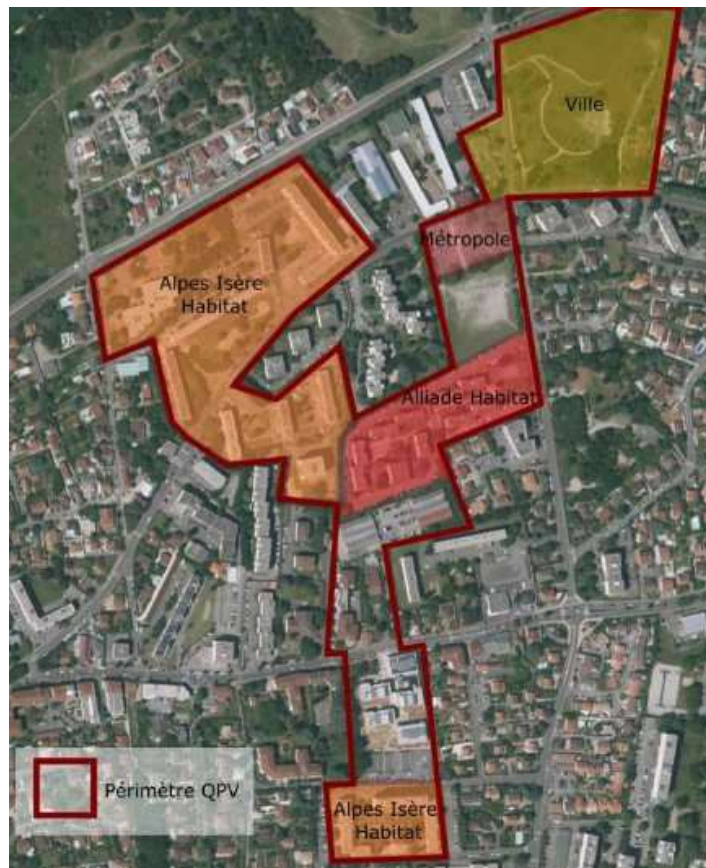 Ville
Métropole
Alpes Isère
Habitat
Alliade Habitat
Périmètre QPV
Alpes Isère
Habitat